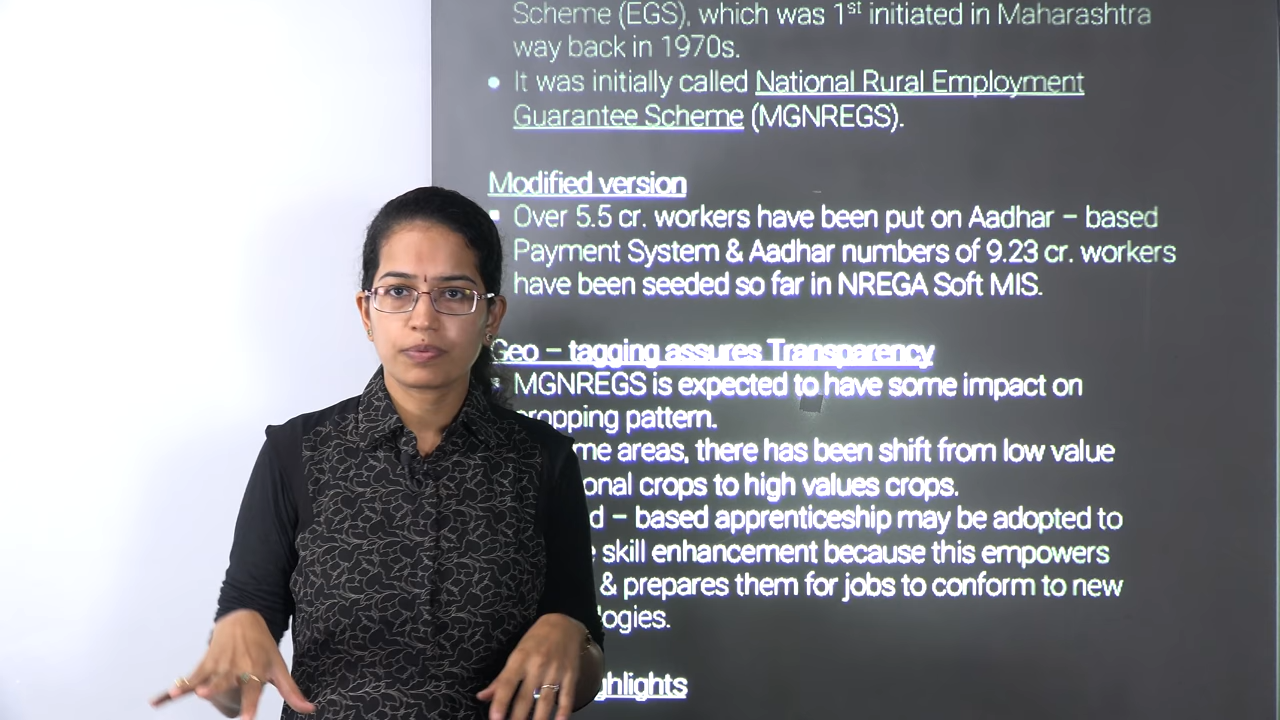 Scheme (EGS), which was 1st initiated in Maharashtra
way back in 1970s.
• It was initially called National Rural Employment
Guarantee Scheme (MGNREGS).
Modified version
▪ Over 5.5 cr. workers have been put on Aadhar – based
Payment System & Aadhar numbers of 9.23 cr. workers
have been seeded so far in NREGA Soft MIS.
Geo – tagging assures Transparency
▪ MGNREGS is expected to have some impact on
cropping pattern.
areas, there has been shift from low value
crops to high values crops.
– based apprenticeship may be adopted to
skill enhancement because this empowers
& prepares them for jobs to conform to new